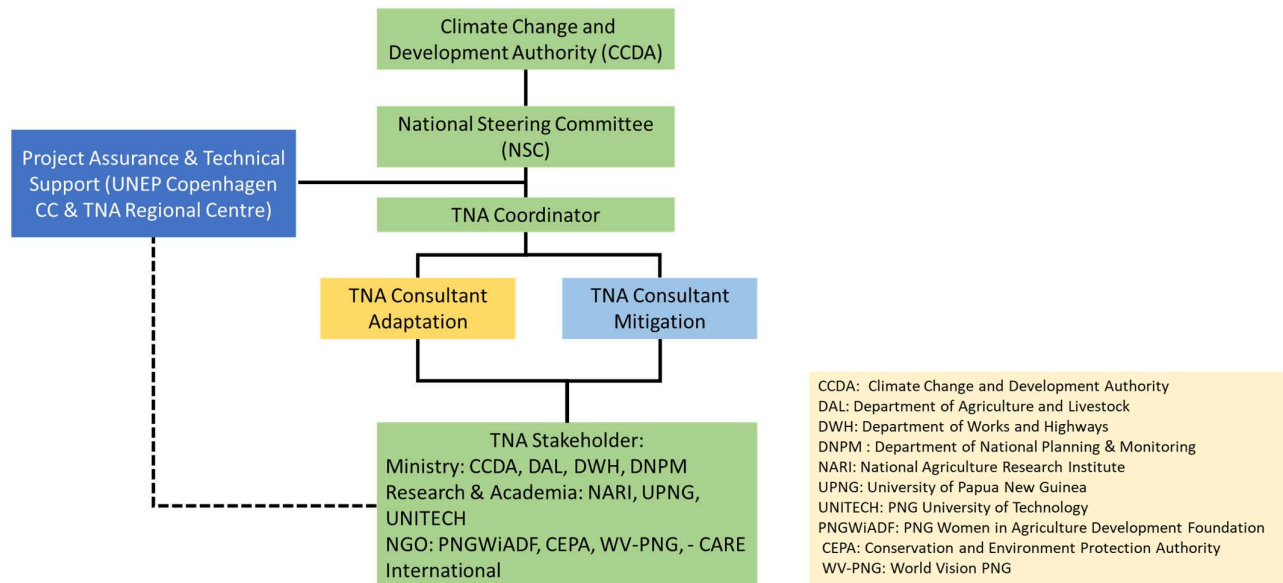 Climate Change and
Development Authority (CCDA)
National Steering Committee
(NSC)
Project Assurance & Technical
Support (UNEP Copenhagen
CC & TNA Regional Centre)
TNA Coordinator
TNA Consultant
Adaptation
TNA Consultant
Mitigation
TNA Stakeholder:
Ministry: CCDA, DAL, DWH, DNPM
Research & Academia: NARI, UPNG,
UNITECH
NGO: PNGWiADF, CEPA, WV-PNG, - CARE
International
CCDA: Climate Change and Development Authority
DAL: Department of Agriculture and Livestock
DWH: Department of Works and Highways
DNPM : Department of National Planning & Monitoring
NARI: National Agriculture Research Institute
UPNG: University of Papua New Guinea
UNITECH: PNG University of Technology
PNGWiADF: PNG Women in Agriculture Development Foundation
CEPA: Conservation and Environment Protection Authority
WV-PNG: World Vision PNG